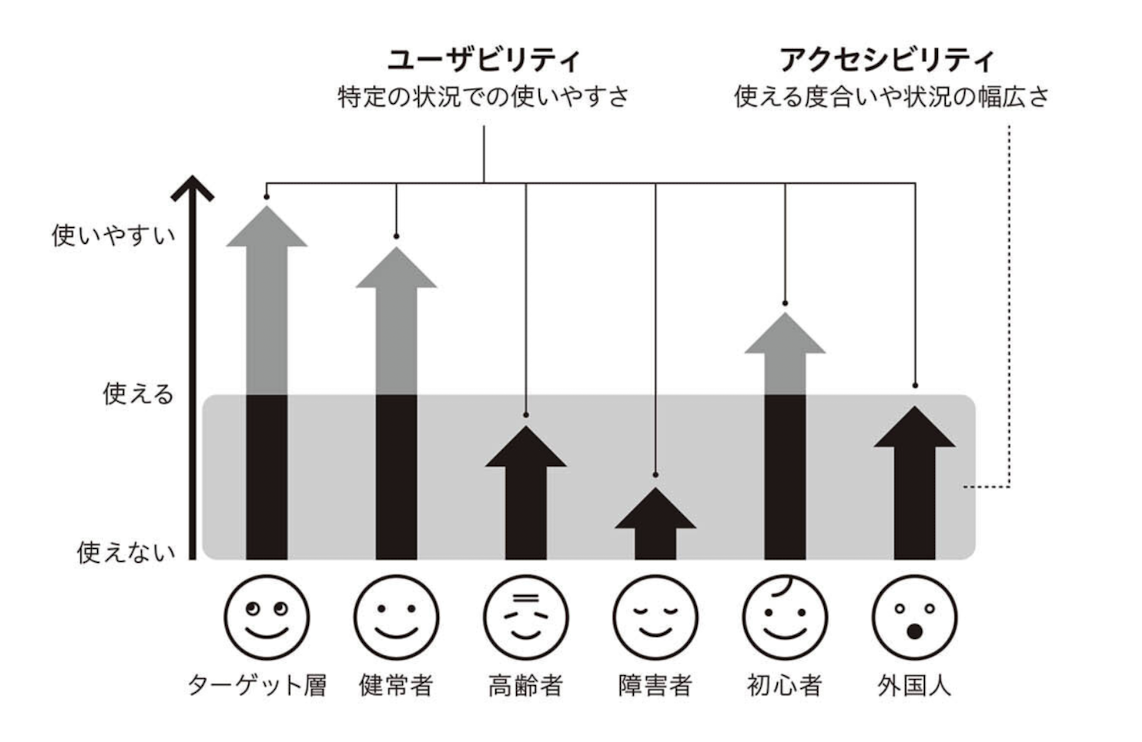 ユーザビリティ
特定の状況での使いやすさ
アクセシビリティ
使える度合いや状況の幅広さ
使いやすい
使える
使えない
ターゲット層
健常者
高齢者
障害者
初心者
外国人